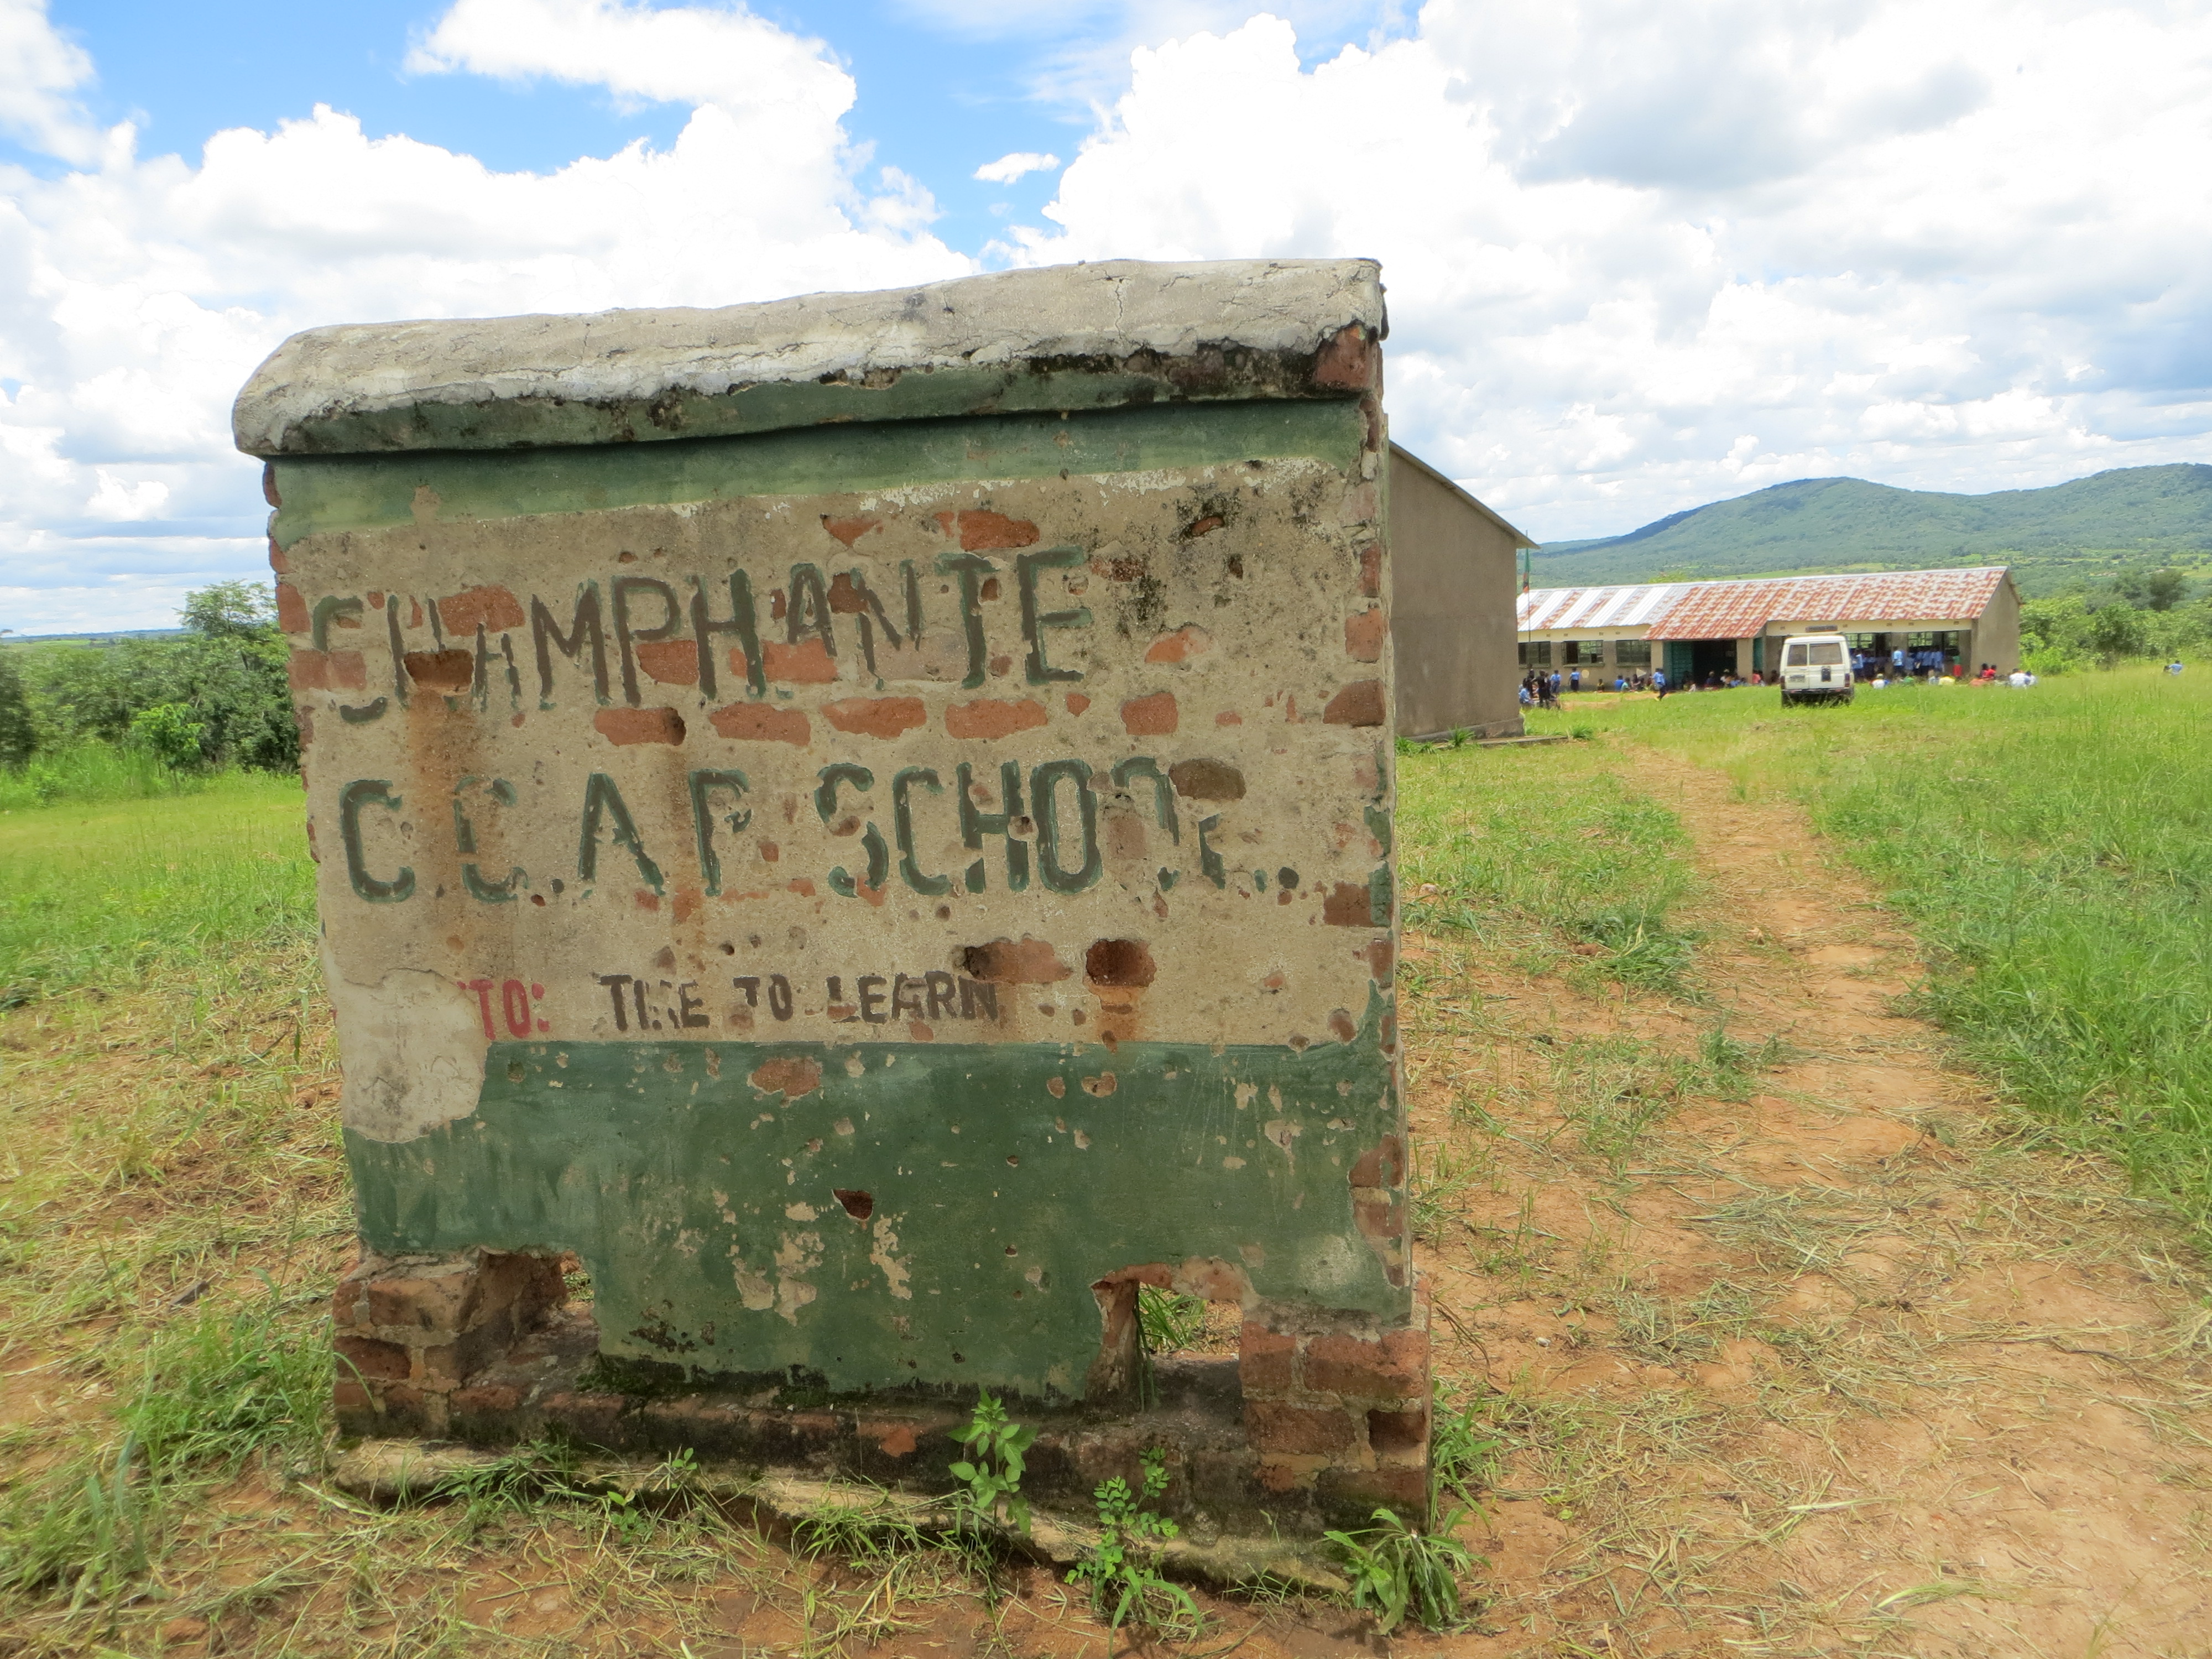 CHAMPHANTE
C.C.A.P. SCHOOL.
TO: TIME TO LEARN